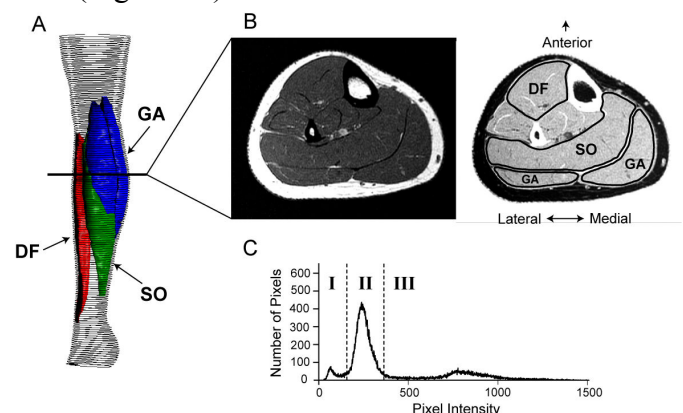 A
GA
DF
SO
B
Anterior
DF
SO
GA
GA
Lateral Medial
C
Number of Pixels
600
500
400
300
200
100
0
I II III
0 500 1000 1500
Pixel Intensity